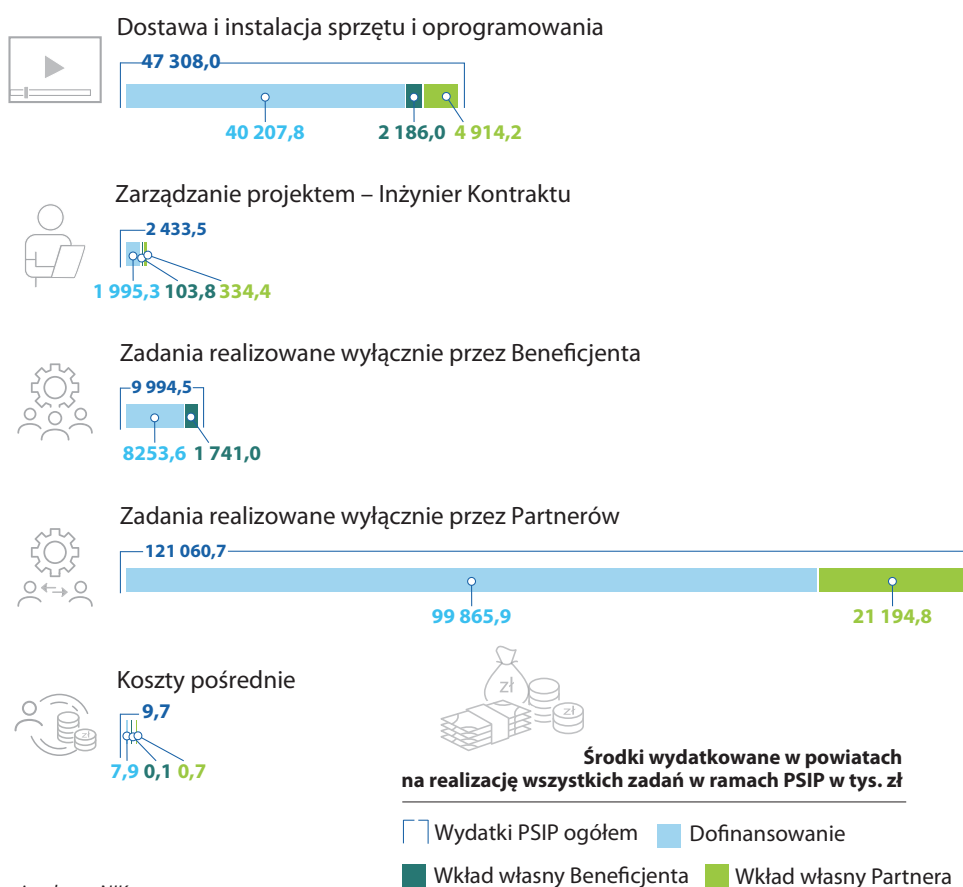 Dostawa i instalacja sprzętu i oprogramowania
47 308,0
40 207,8 2 186,0 4 914,2
Zarządzanie projektem – Inżynier Kontraktu
2 433,5
1 995,3 103,8 334,4
Zadania realizowane wyłącznie przez Beneficjenta
9 994,5
8253,6 1 741,0
Zadania realizowane wyłącznie przez Partnerów
121 060,7
99 865,9 21 194,8
Koszty pośrednie
9,7
7,9 0,1 0,7
zł
zł
zł
Środki wydatkowane w powiatach
na realizację wszystkich zadań w ramach PSIP w tys. zł
Wydatki PSIP ogółem Dofinansowanie
Wkład własny Beneficjenta Wkład własny Partnera